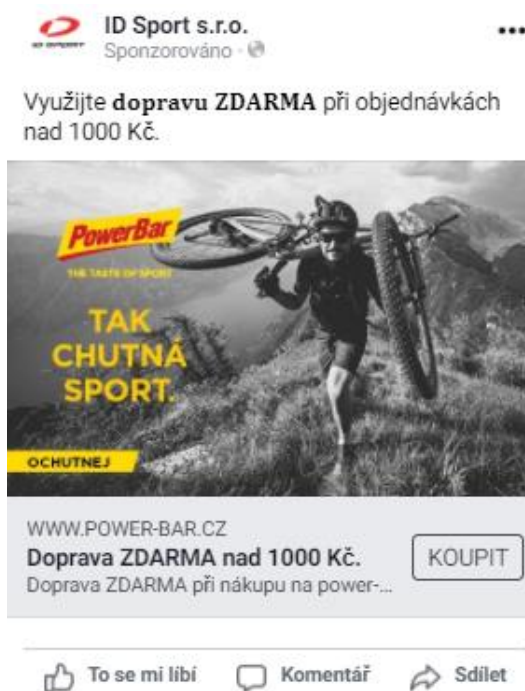 ID Sport s.r.o.
ID SPORT
Sponzorováno ·
Využijte dopravu ZDARMA při objednávkách
nad 1000 Kč.
PowerBar
THE TASTE OF SPORT
TAK
CHUTNÁ
SPORT.
OCHUTNEJ
WWW.POWER-BAR.CZ
Doprava ZDARMA nad 1000 Kč.
KOUPIT
Doprava ZDARMA při nákupu na power-...
To se mi líbí
Komentář
Sdílet